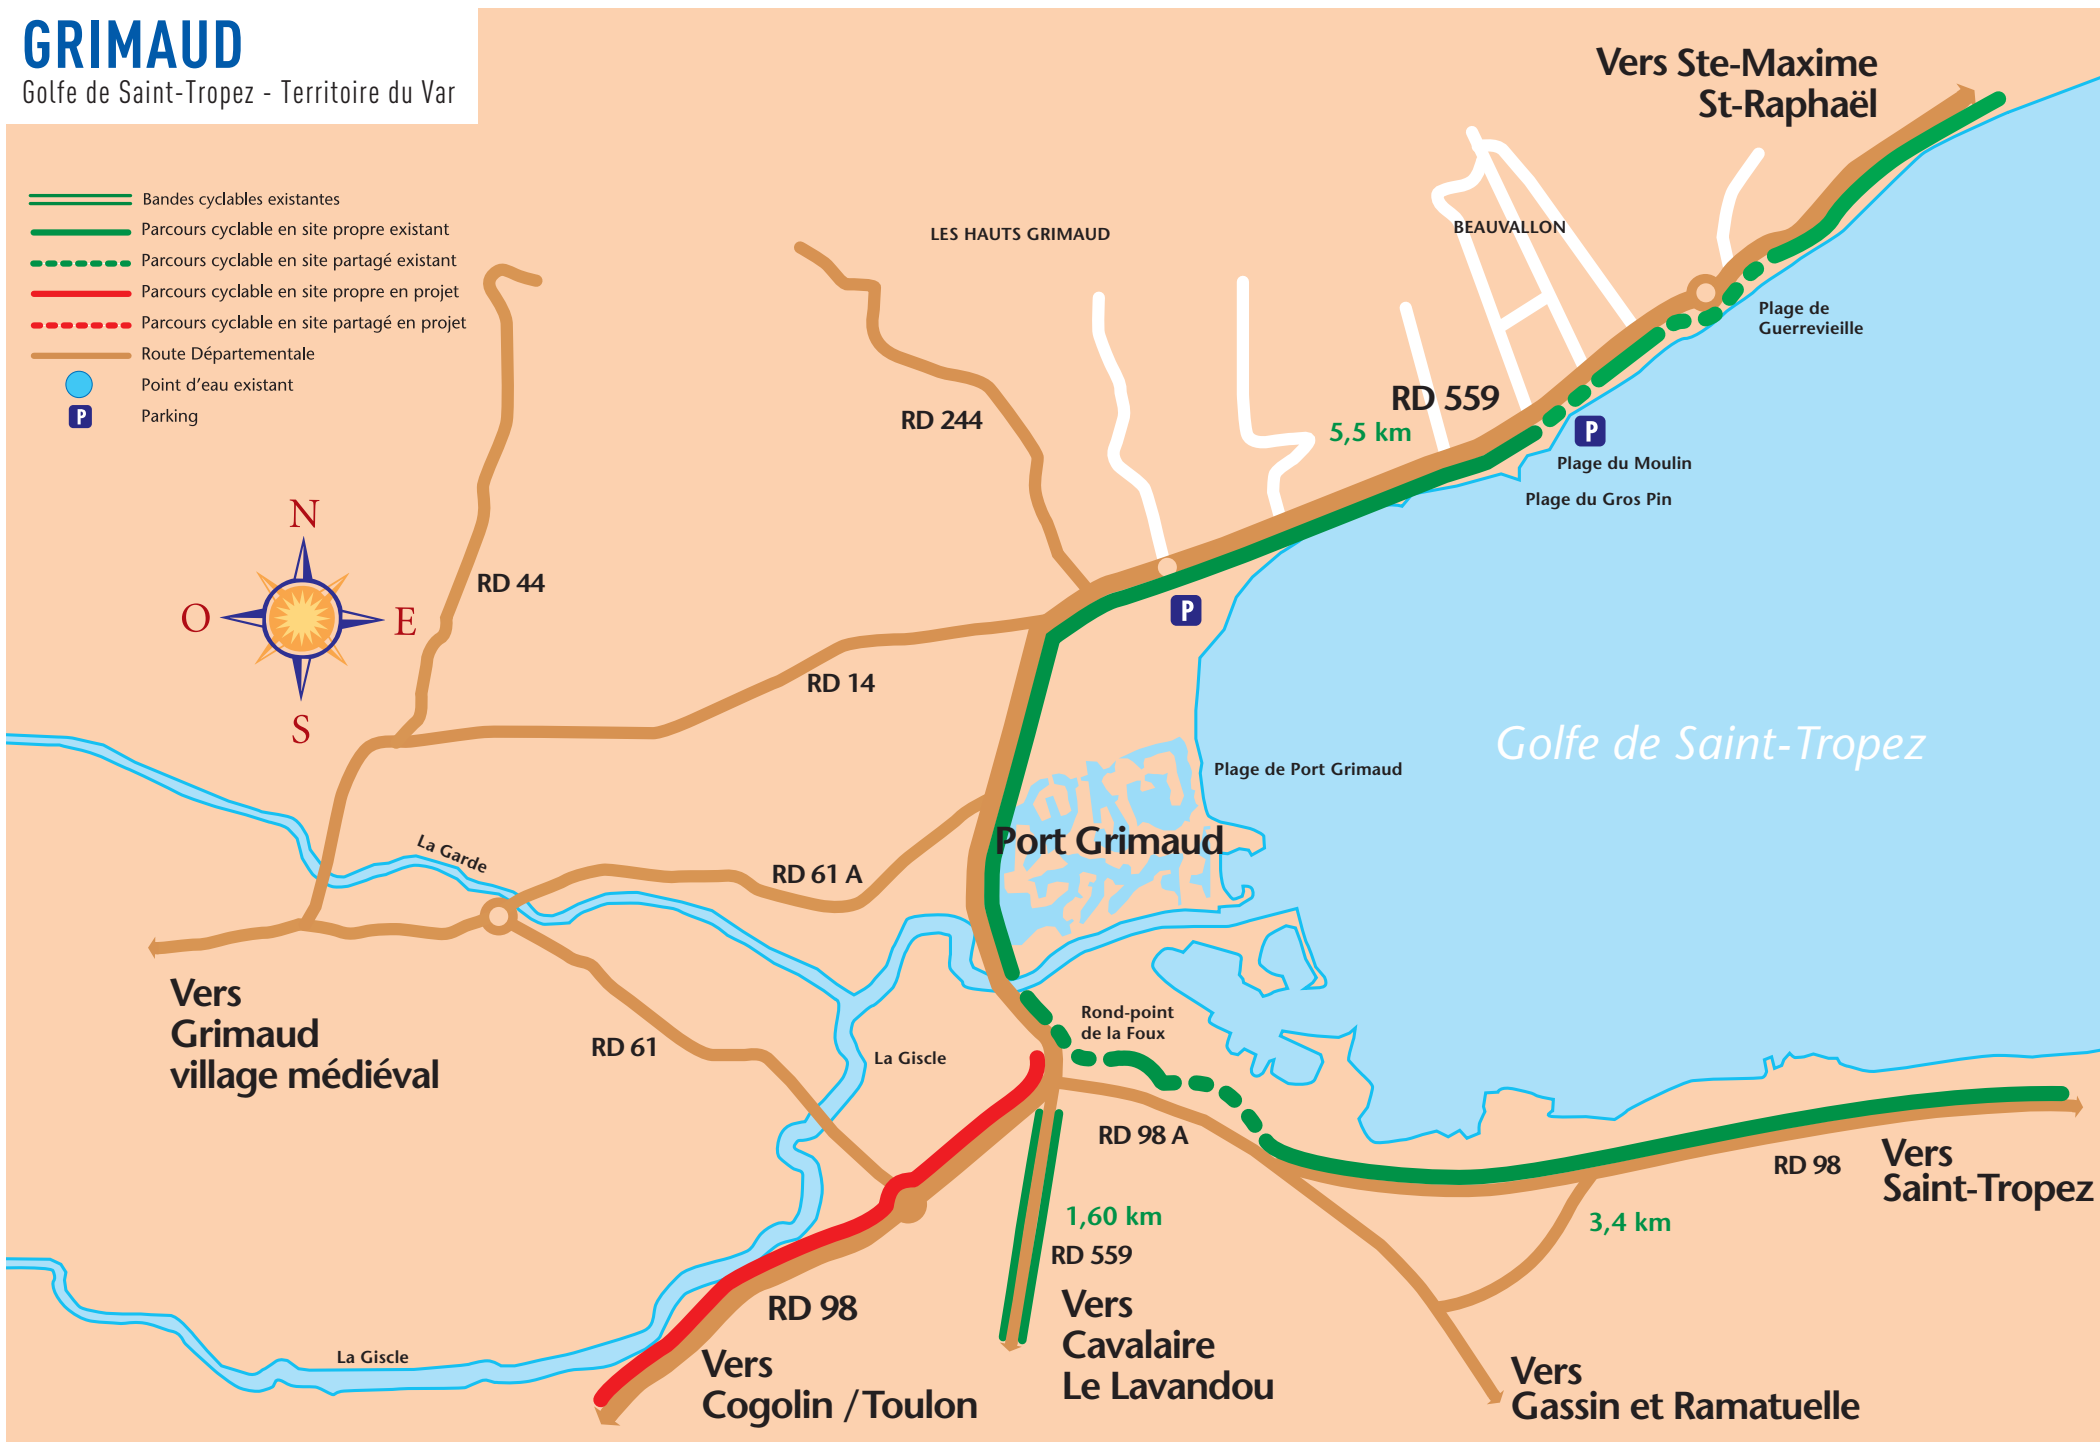 GRIMAUD
Golfe de Saint-Tropez - Territoire du Var
Bandes cyclables existantes
Parcours cyclable en site propre existant
Parcours cyclable en site partagé existant
Parcours cyclable en site propre en projet
Parcours cyclable en site partagé en projet
Route Départementale
Point d'eau existant
P Parking
Vers Ste-Maxime
St-Raphaël
LES HAUTS GRIMAUD
BEAUVALLON
Plage de
Guerrevieille
RD 559
5,5 km
RD 244
P
Plage du Moulin
Plage du Gros Pin
N
O
E
S
RD 44
P
RD 14
Golfe de Saint-Tropez
Plage de Port Grimaud
Port Grimaud
La Garde
RD 61 A
Vers
Grimaud
village médiéval
Rond-point
de la Foux
RD 61
La Giscle
RD 98 A
RD 98
Vers
Saint-Tropez
1,60 km
3,4 km
RD 559
RD 98
Vers
Cavalaire
Le Lavandou
La Giscle
Vers
Cogolin / Toulon
Vers
Gassin et Ramatuelle